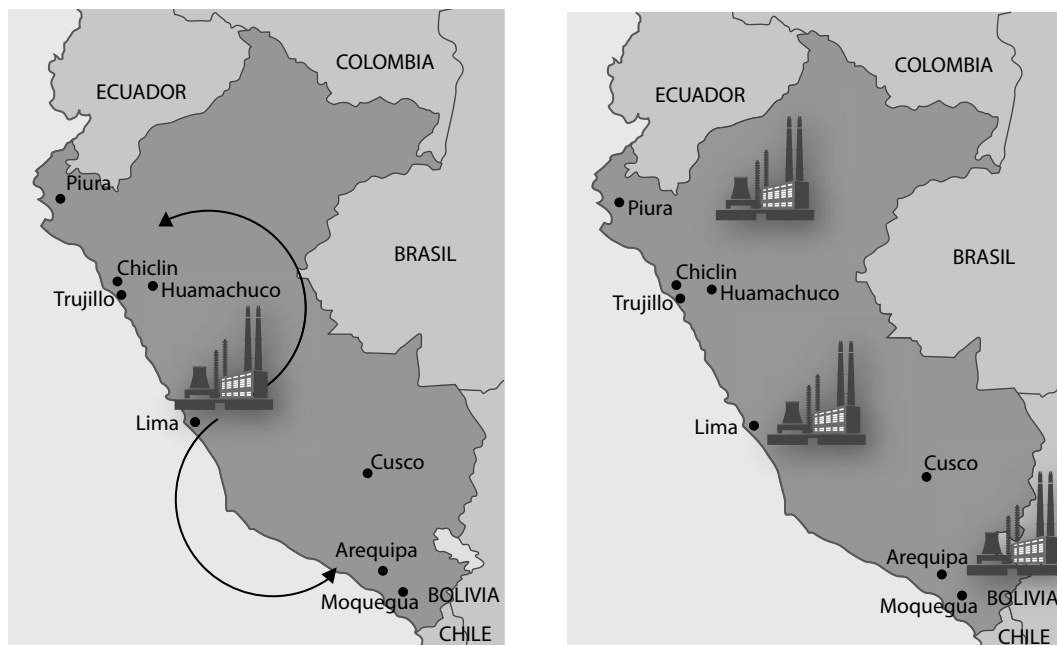 COLOMBIA
ECUADOR
Piura
BRASIL
Chiclin
Huamachuco
Trujillo
Lima
Cusco
Arequipa
Moquegua
BOLIVIA
CHILE
COLOMBIA
ECUADOR
Piura
BRASIL
Chiclin
Huamachuco
Trujillo
Lima
Cusco
Arequipa
Moquegua
BOLIVIA
CHILE